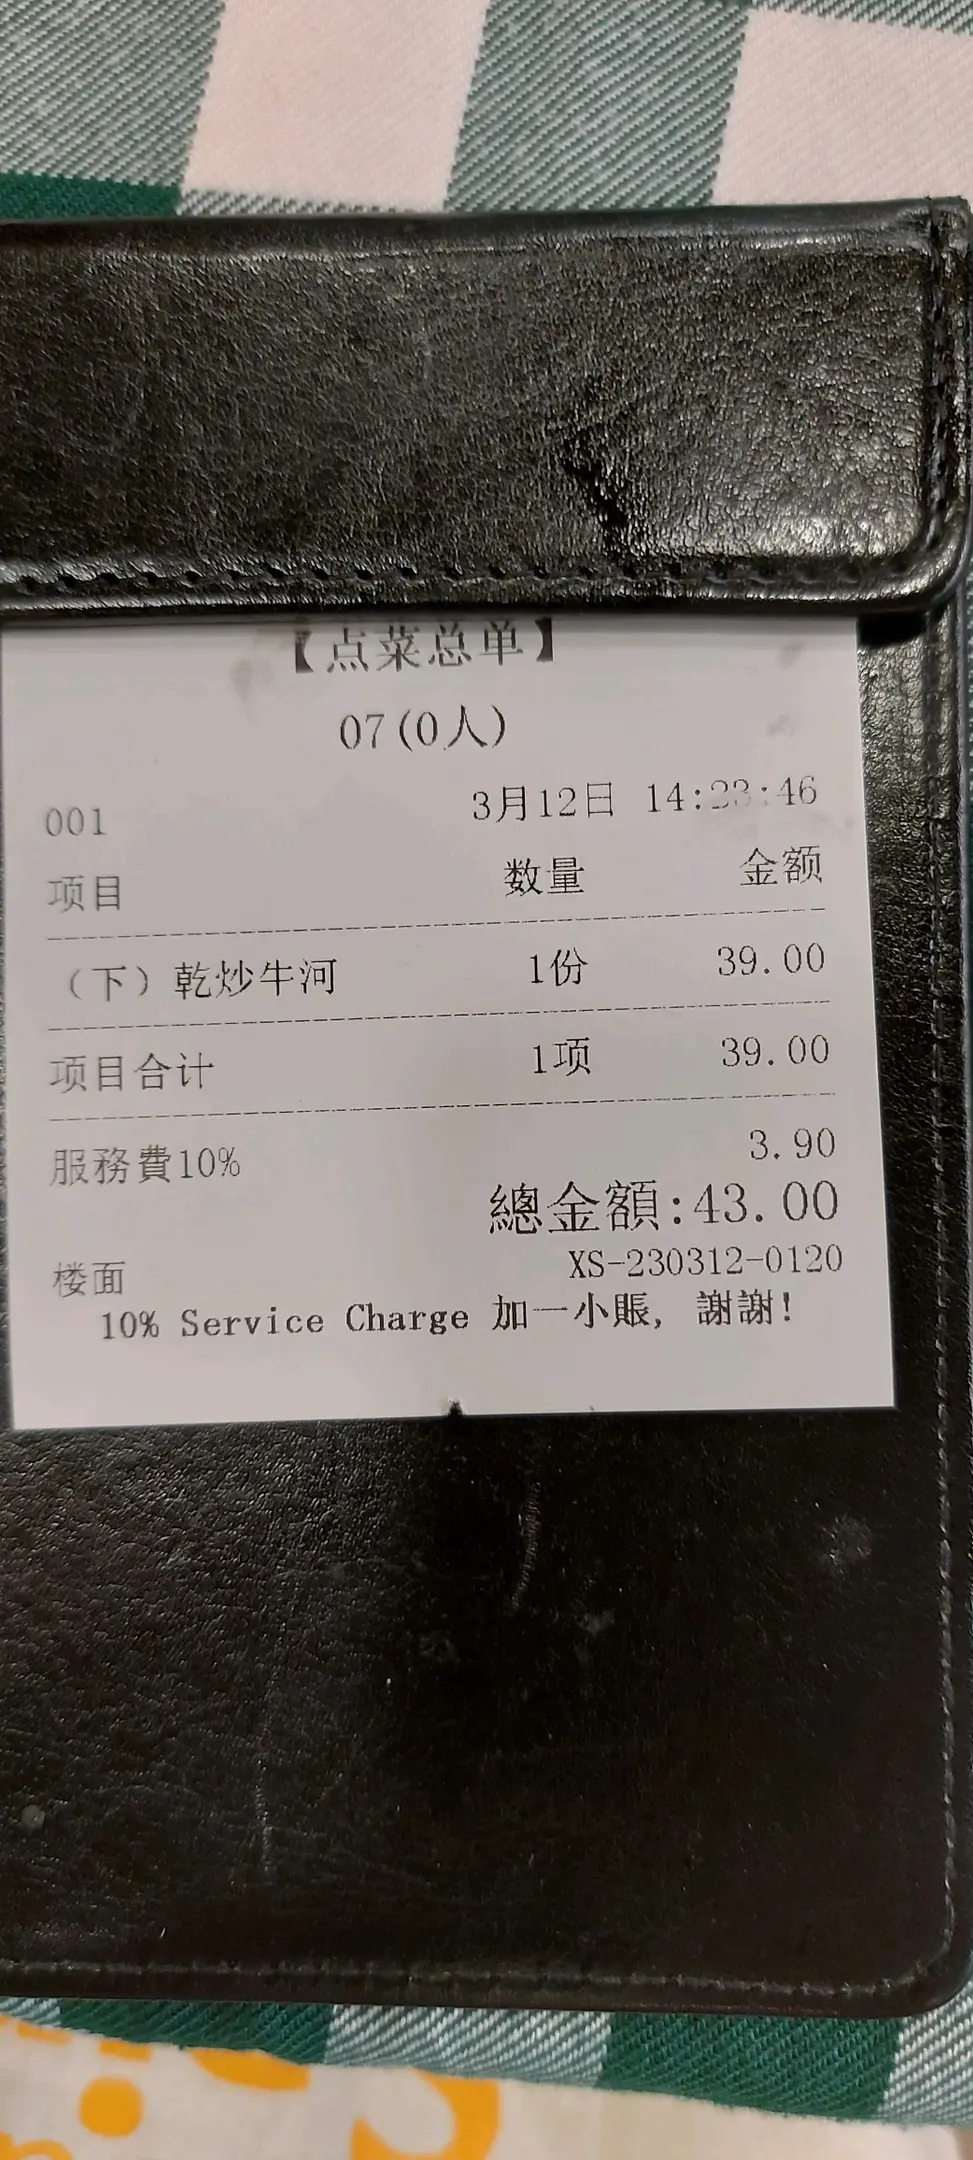 【点菜总单】
07(0人)
001 3月12日 14:23:46
项目 数量 金额
（下）乾炒牛河 1份 39.00
项目合计 1项 39.00
服務費10% 3.90
總金額:43.00
楼面 XS-230312-0120
10% Service Charge 加一小賬, 謝謝!